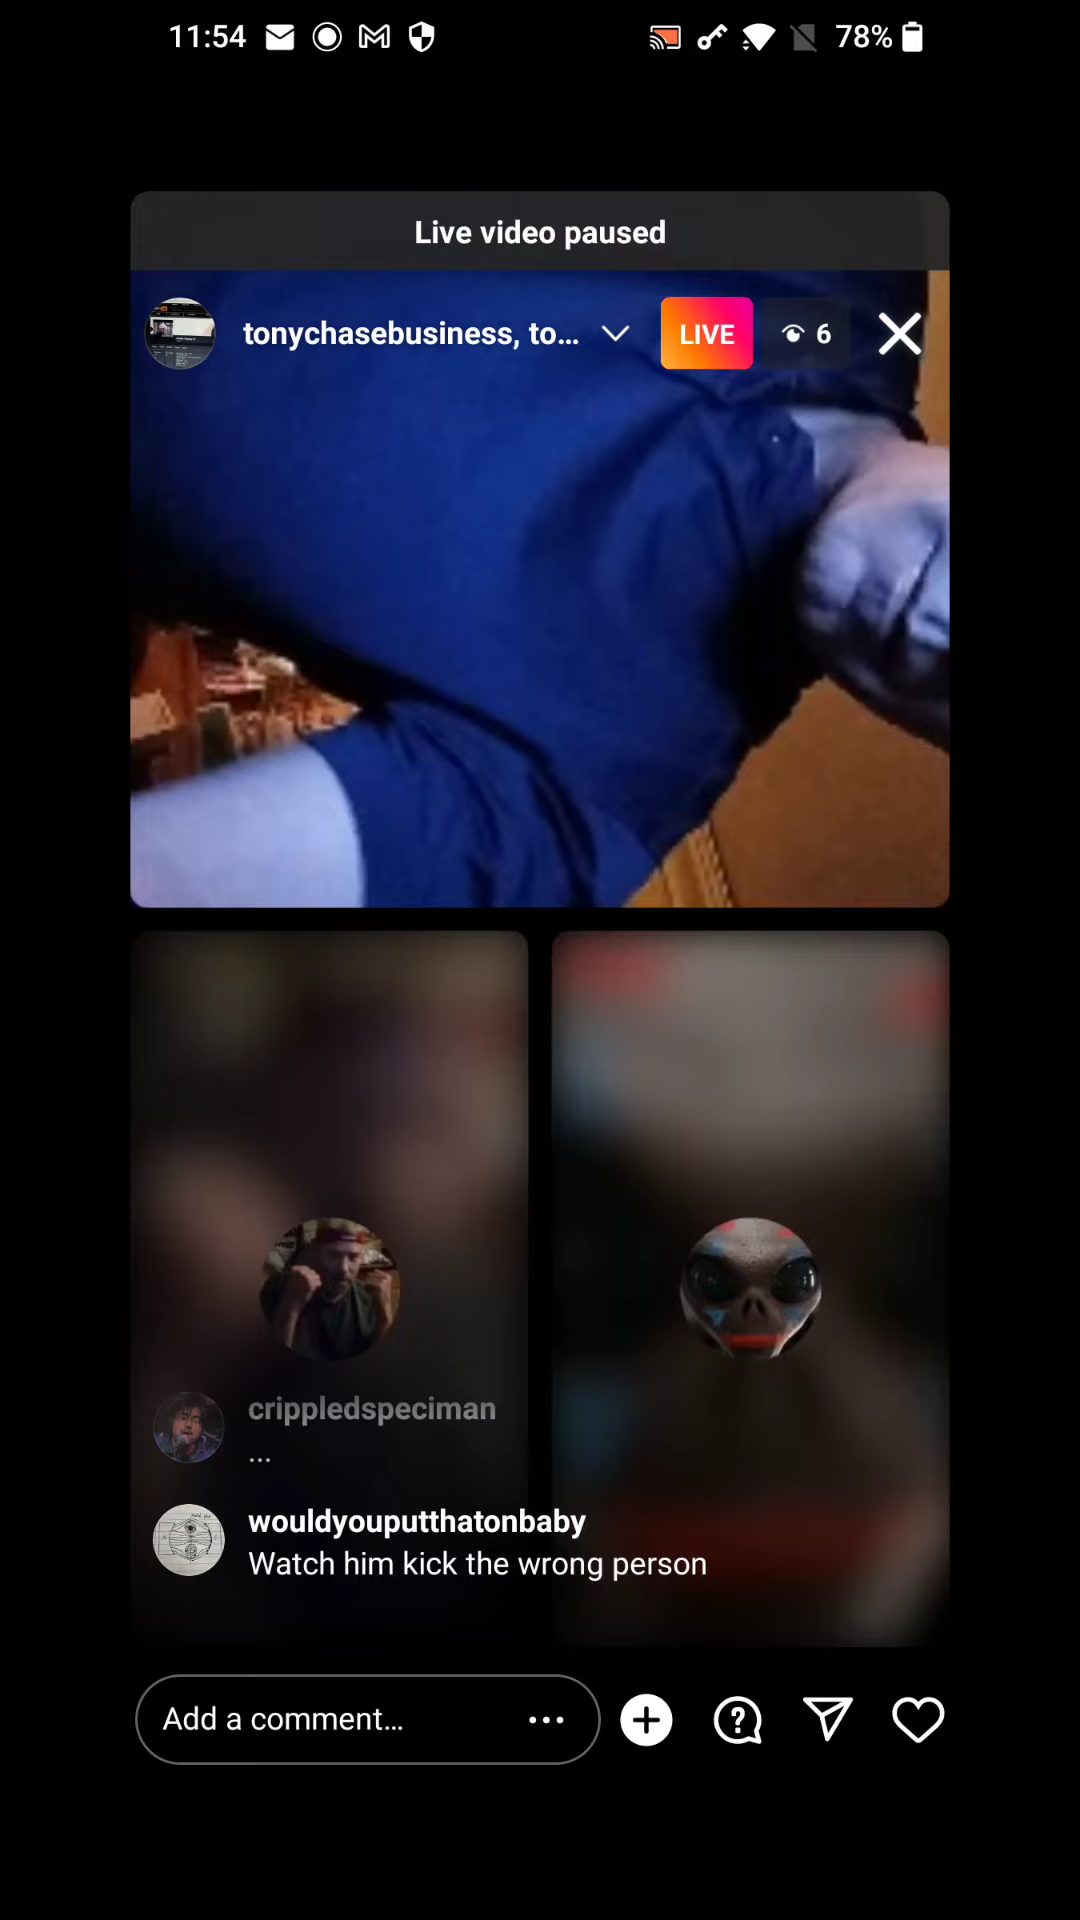 11:54
78%
Live video paused
tonychasebusiness, to...
LIVE
6
crippledspeciman
...
wouldyouputthatonbaby
Watch him kick the wrong person
Add a comment...